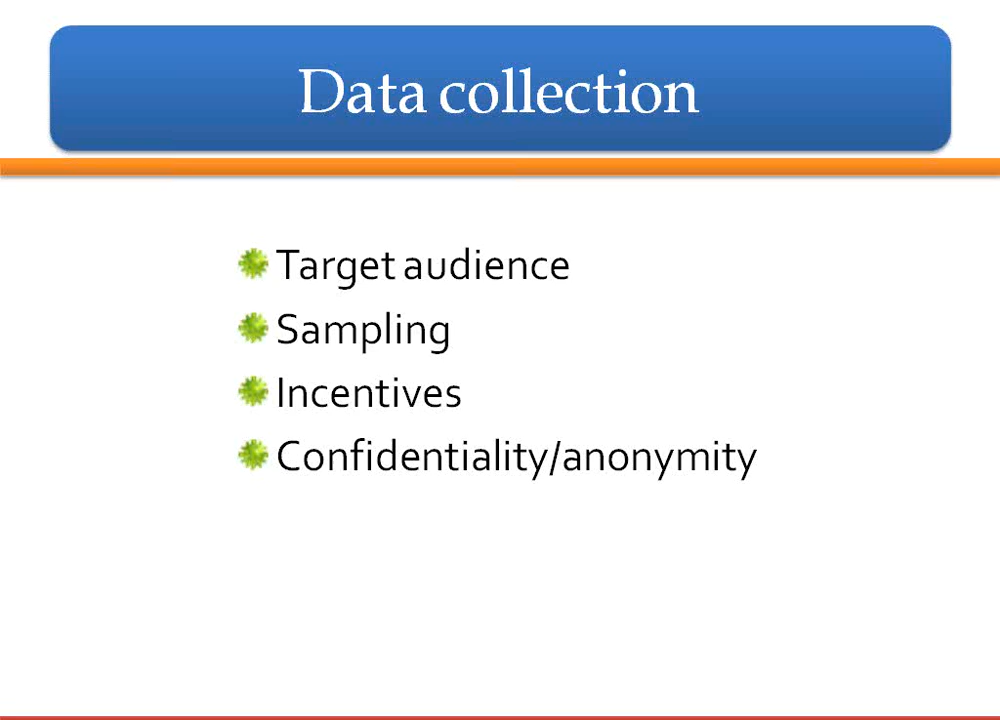 Data collection
Target audience
Sampling
Incentives
Confidentiality/anonymity